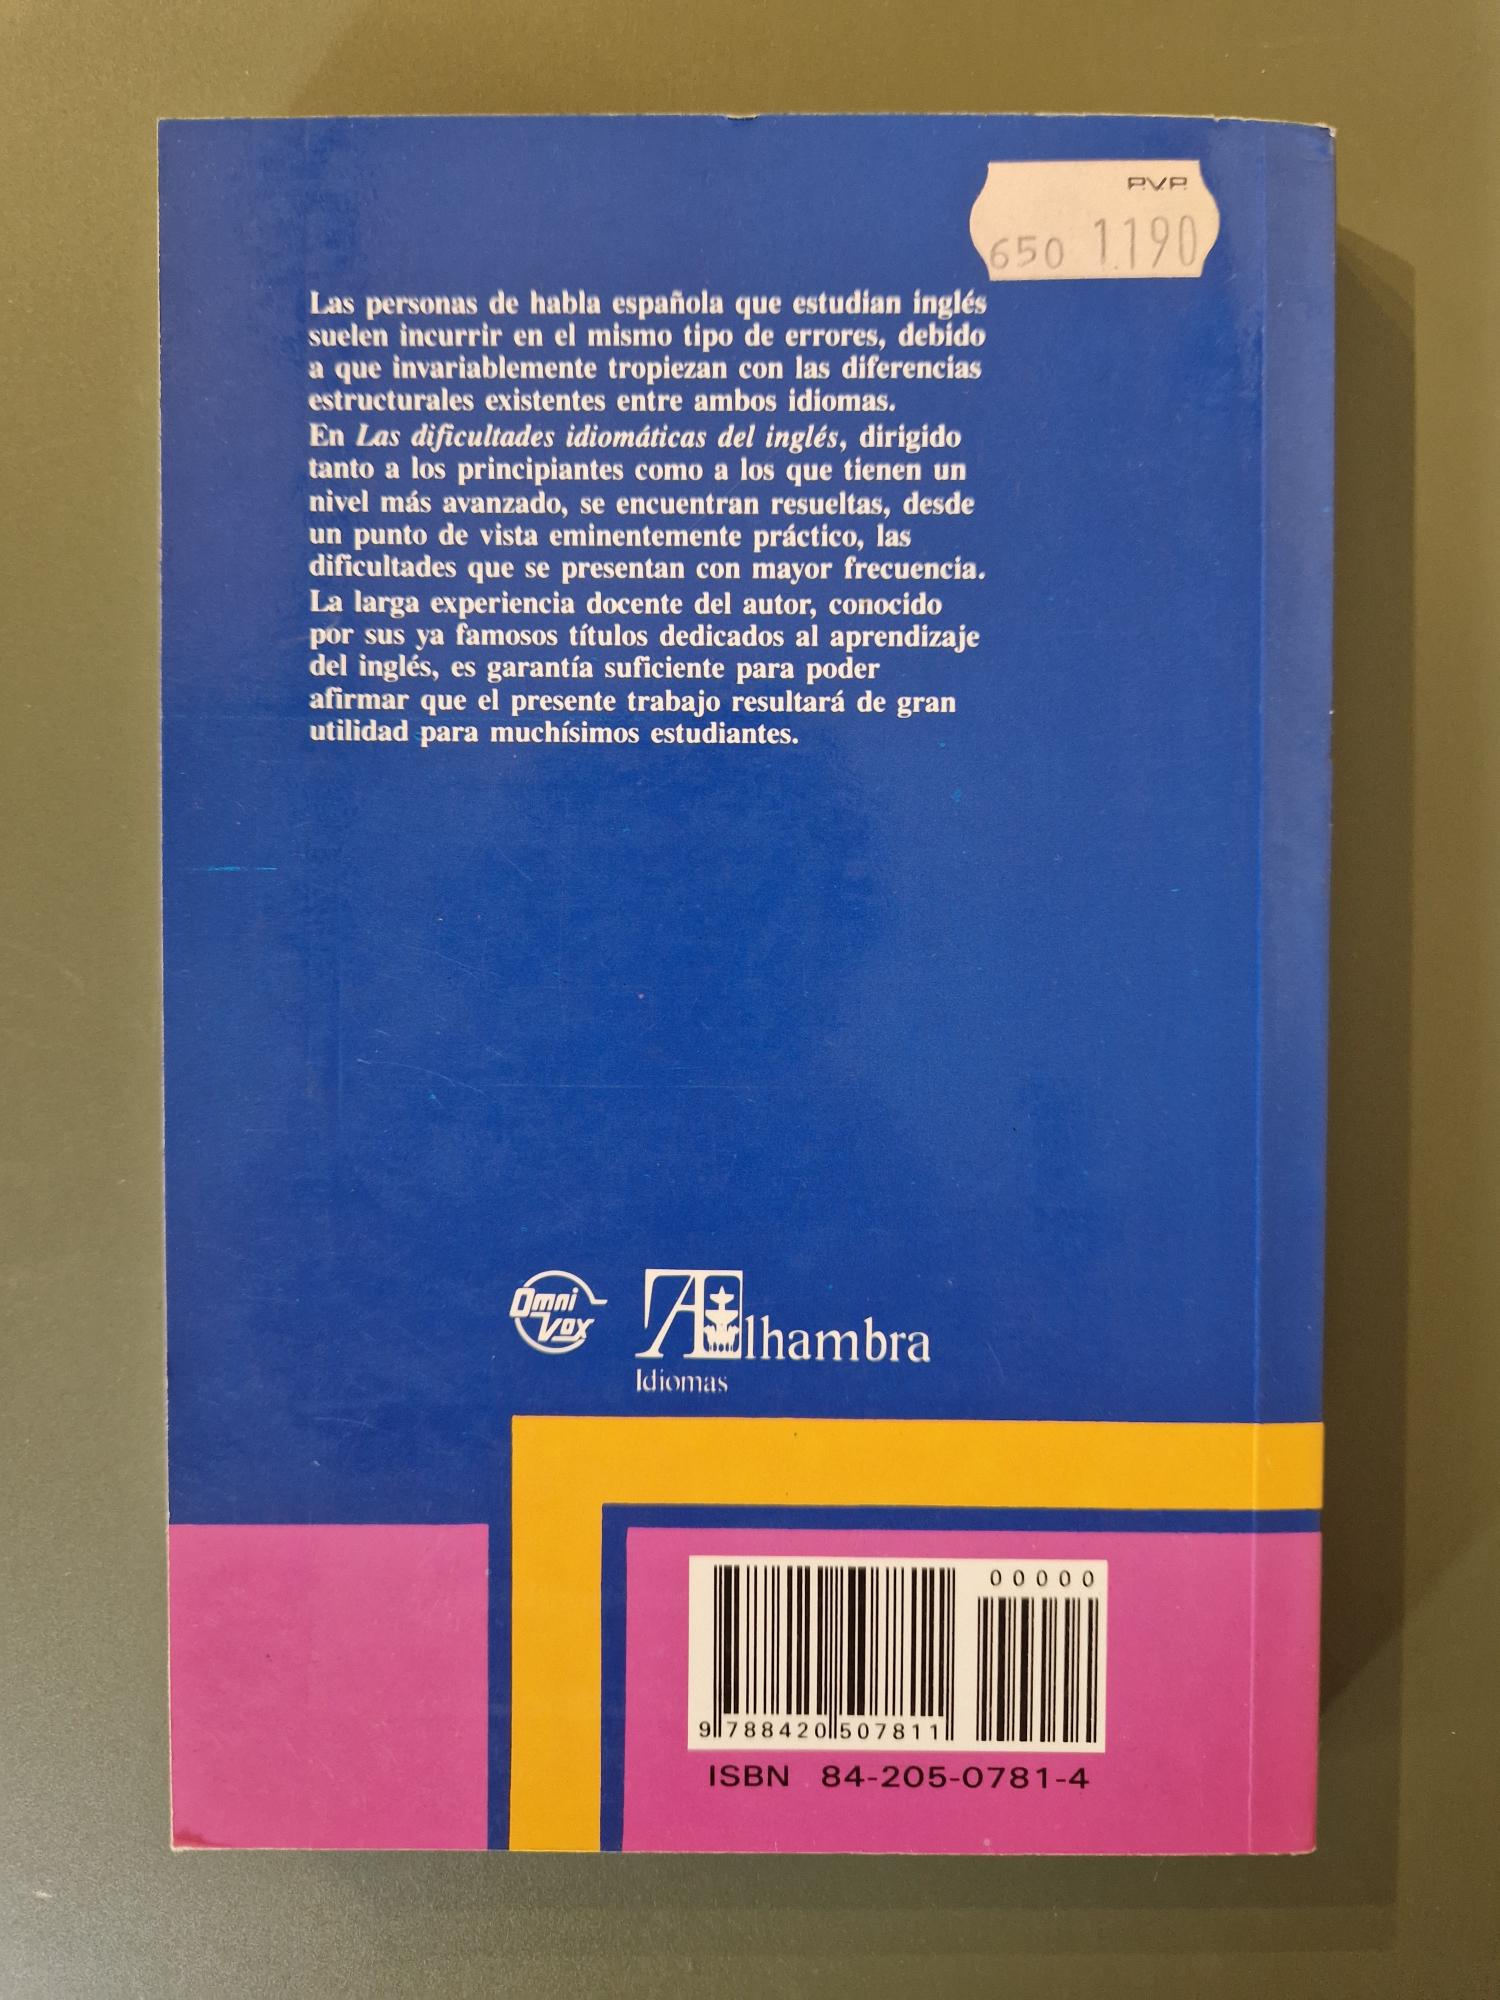 P.V.P.
650 1.190
Las personas de habla española que estudian inglés
suelen incurrir en el mismo tipo de errores, debido
a que invariablemente tropiezan con las diferencias
estructurales existentes entre ambos idiomas.
En Las dificultades idiomáticas del inglés, dirigido
tanto a los principiantes como a los que tienen un
nivel más avanzado, se encuentran resueltas, desde
un punto de vista eminentemente práctico, las
dificultades que se presentan con mayor frecuencia.
La larga experiencia docente del autor, conocido
por sus ya famosos títulos dedicados al aprendizaje
del inglés, es garantía suficiente para poder
afirmar que el presente trabajo resultará de gran
utilidad para muchísimos estudiantes.
Omni
Vox
Alhambra
Idiomas
00000
9 788420 507811
ISBN 84-205-0781-4